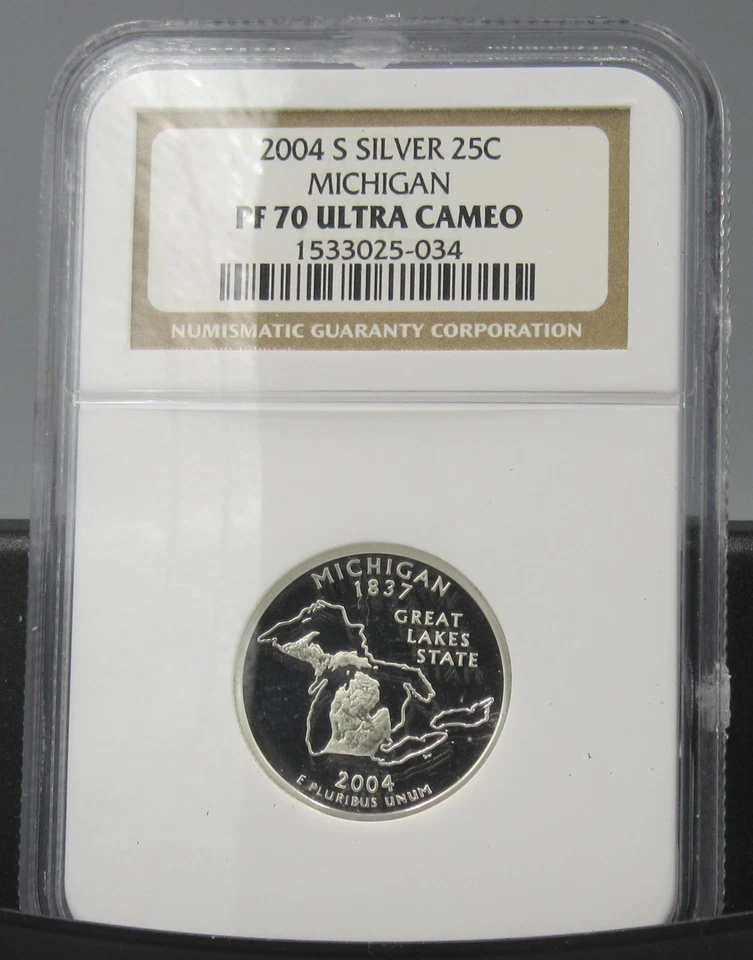 2004 S SILVER 25C
MICHIGAN
PF 70 ULTRA CAMEO
1533025-034
NUMISMATIC GUARANTY CORPORATION
MICHIGAN
1837
GREAT
LAKES
STATE
2004
E PLURIBUS UNUM